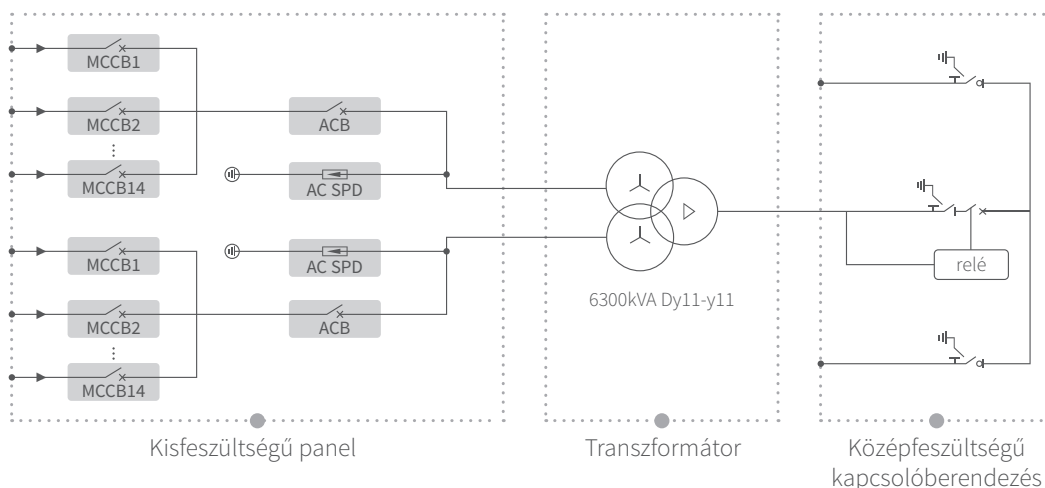 MCCB1
MCCB2
ACB
MCCB14
AC SPD
MCCB1
AC SPD
MCCB2
ACB
MCCB14
6300kVA Dy11-y11
relé
Kisfeszültségű panel
Transzformátor
Középfeszültségű
kapcsolóberendezés